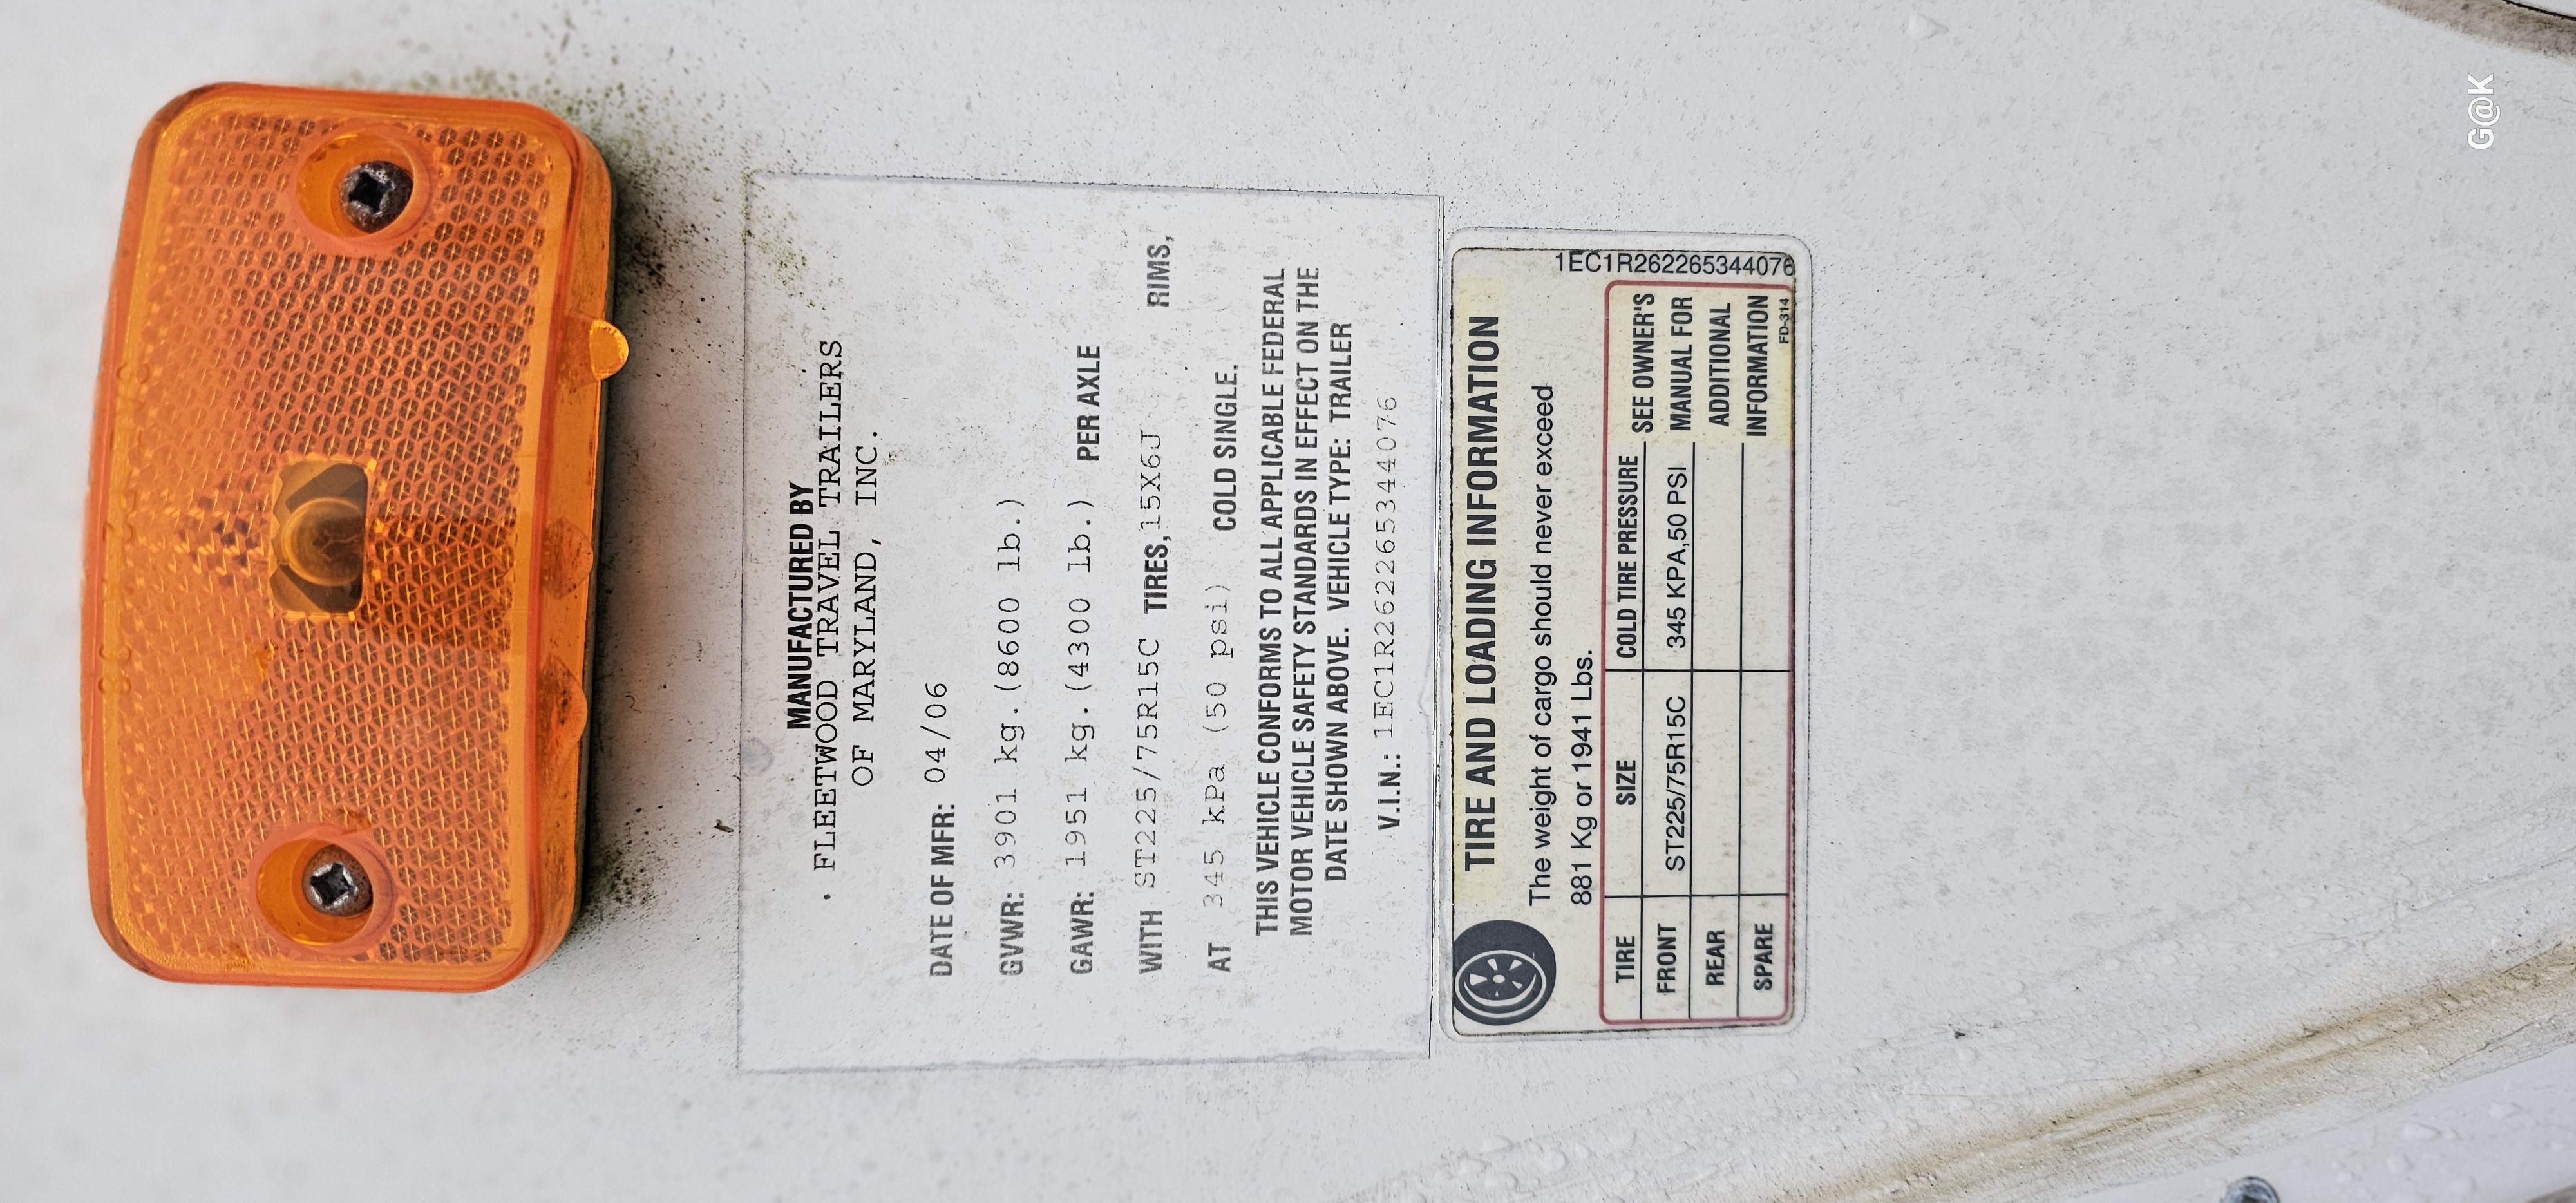 MANUFACTURED BY
FLEETWOOD TRAVEL TRAILERS
OF MARYLAND, INC.
DATE OF MFR: 04/06
GVWR: 3901 kg.(8600 lb.)
GAWR: 1951 kg.(4300 lb.) PER AXLE
WITH ST225/75R15C TIRES, 15X6J RIMS,
AT 345 kPa (50 psi) COLD SINGLE.
THIS VEHICLE CONFORMS TO ALL APPLICABLE FEDERAL
MOTOR VEHICLE SAFETY STANDARDS IN EFFECT ON THE
DATE SHOWN ABOVE. VEHICLE TYPE: TRAILER
V.I.N.: 1EC1R262265344076
TIRE AND LOADING INFORMATION
The weight of cargo should never exceed
881 Kg or 1941 Lbs.
TIRE SIZE COLD TIRE PRESSURE
FRONT ST225/75R15C 345 KPA,50 PSI
REAR
SPARE
SEE OWNER'S
MANUAL FOR
ADDITIONAL
INFORMATION
FD-314
1EC1R262265344076
G@K